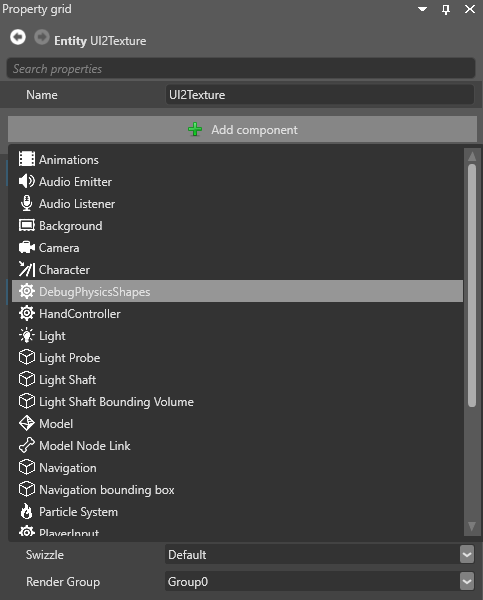 Property grid
Entity UI2Texture
Search properties
Name UI2Texture
Add component
Animations
Audio Emitter
Audio Listener
Background
Camera
Character
DebugPhysicsShapes
HandController
Light
Light Probe
Light Shaft
Light Shaft Bounding Volume
Model
Model Node Link
Navigation
Navigation bounding box
Particle System
PlayerInput
Swizzle Default
Render Group Group0